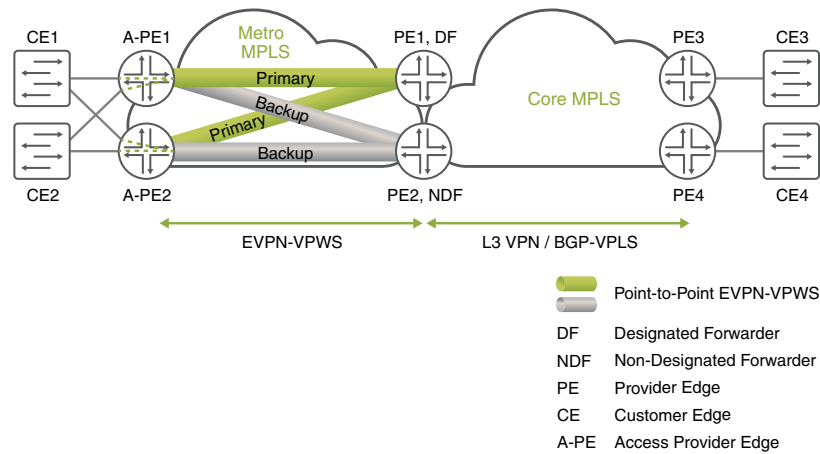 CE1
A-PE1
Metro
MPLS
PE1, DF
PE3
CE3
Primary
Backup
Core MPLS
Primary
Backup
CE2
A-PE2
PE2, NDF
PE4
CE4
EVPN-VPWS
L3 VPN / BGP-VPLS
Point-to-Point EVPN-VPWS
DF Designated Forwarder
NDF Non-Designated Forwarder
PE Provider Edge
CE Customer Edge
A-PE Access Provider Edge